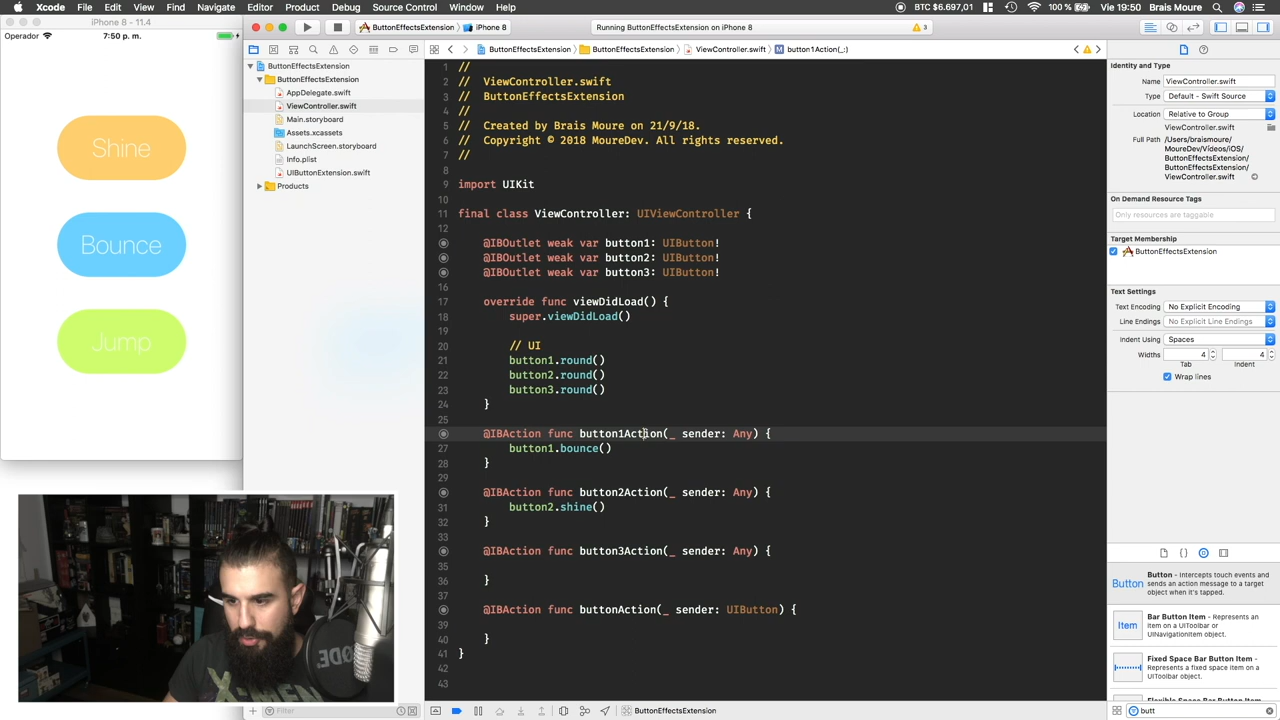 Xcode File Edit View Find Navigate Editor Product Debug Source Control Window Help
BTC $6.697,01 100 % Vie 19:50 Brais Moure
iPhone 8 - 11.4
Operador 7:50 p. m.
Shine
Bounce
Jump
ButtonEffectsExtension iPhone 8
Running ButtonEffectsExtension on iPhone 8
3
ButtonEffectsExtension ButtonEffectsExtension ViewController.swift M button1Action(_:)
ButtonEffectsExtension
ButtonEffectsExtension
AppDelegate.swift
ViewController.swift
Main.storyboard
Assets.xcassets
LaunchScreen.storyboard
Info.plist
UIButtonExtension.swift
Products
Filter
1 //
2 // ViewController.swift
3 // ButtonEffectsExtension
4 //
5 // Created by Brais Moure on 21/9/18.
6 // Copyright © 2018 MoureDev. All rights reserved.
7 //
8
9 import UIKit
10
11 final class ViewController: UIViewController {
12
@IBOutlet weak var button1: UIButton!
@IBOutlet weak var button2: UIButton!
@IBOutlet weak var button3: UIButton!
16
17 override func viewDidLoad() {
18 super.viewDidLoad()
19
20 // UI
21 button1.round()
22 button2.round()
23 button3.round()
24 }
25
@IBAction func button1Action(_ sender: Any) {
27 button1.bounce()
28 }
29
@IBAction func button2Action(_ sender: Any) {
31 button2.shine()
32 }
33
@IBAction func button3Action(_ sender: Any) {
35
36 }
37
@IBAction func buttonAction(_ sender: UIButton) {
39
40 }
41 }
42
43
ButtonEffectsExtension
Identity and Type
Name ViewController.swift
Type Default - Swift Source
Location Relative to Group
ViewController.swift
Full Path /Users/braismoure/
MoureDev/Vídeos/iOS/
ButtonEffectsExtension/
ButtonEffectsExtension/
ViewController.swift
On Demand Resource Tags
Only resources are taggable
Target Membership
ButtonEffectsExtension
Text Settings
Text Encoding No Explicit Encoding
Line Endings No Explicit Line Endings
Indent Using Spaces
Widths 4 4
Tab Indent
Wrap lines
Button
Button - Intercepts touch events and
sends an action message to a target
object when it's tapped.
Item
Bar Button Item - Represents an
item on a UIToolbar or
UINavigationItem object.
Fixed Space Bar Button Item -
Represents a fixed space item on a
UIToolbar object.
Flexible Space Bar Button Item -
butt